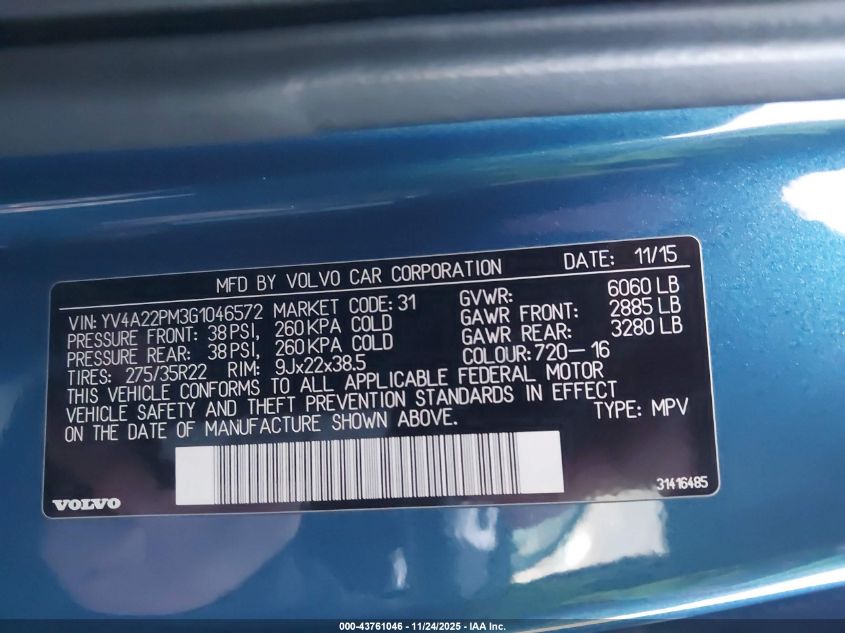 MFD BY VOLVO CAR CORPORATION DATE: 11/15
VIN: YV4A22PM3G1046572 MARKET CODE: 31 GVWR: 6060 LB
PRESSURE FRONT: 38 PSI, 260 KPA COLD GAWR FRONT: 2885 LB
PRESSURE REAR: 38 PSI, 260 KPA COLD GAWR REAR: 3280 LB
TIRES: 275/35R22 RIM: 9Jx22x38.5 COLOUR: 720-16
THIS VEHICLE CONFORMS TO ALL APPLICABLE FEDERAL MOTOR
VEHICLE SAFETY AND THEFT PREVENTION STANDARDS IN EFFECT
ON THE DATE OF MANUFACTURE SHOWN ABOVE. TYPE: MPV
VOLVO 31416485
000-43761046 - 11/24/2025 - IAA Inc.